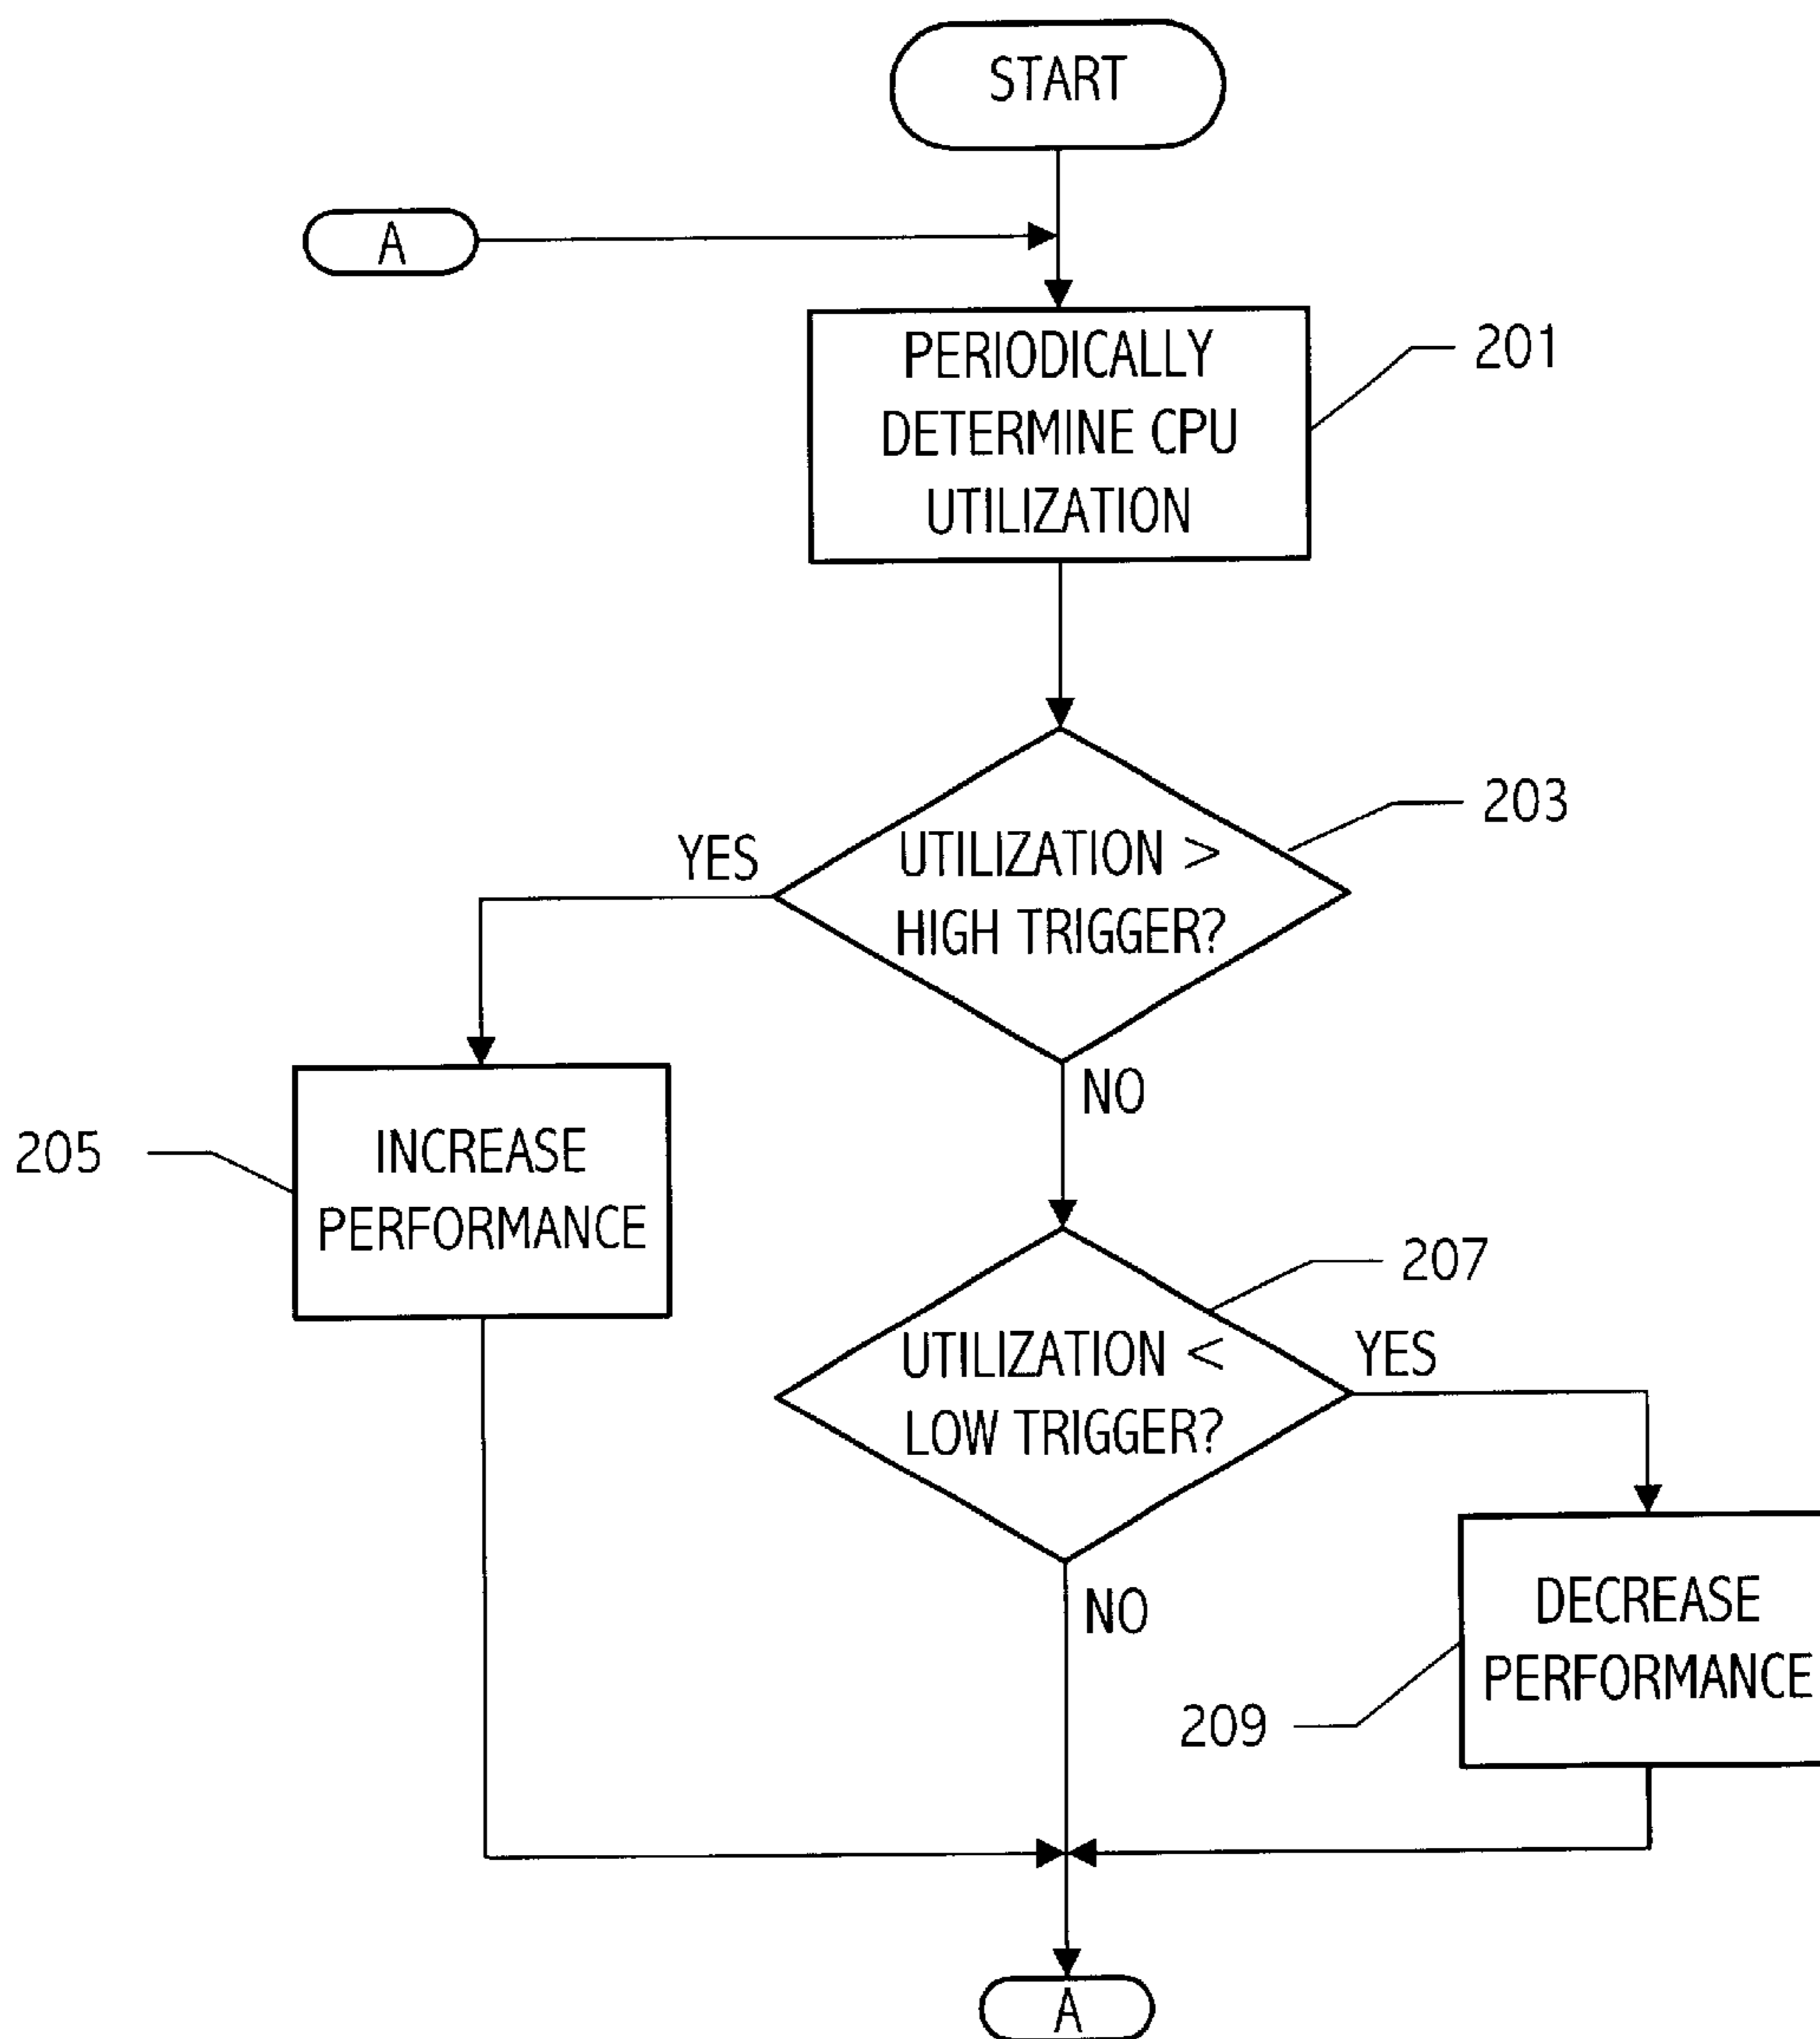 START
A
PERIODICALLY
DETERMINE CPU
UTILIZATION
201
203
YES
UTILIZATION >
HIGH TRIGGER?
NO
205
INCREASE
PERFORMANCE
207
UTILIZATION <
LOW TRIGGER?
YES
NO
DECREASE
PERFORMANCE
209
A